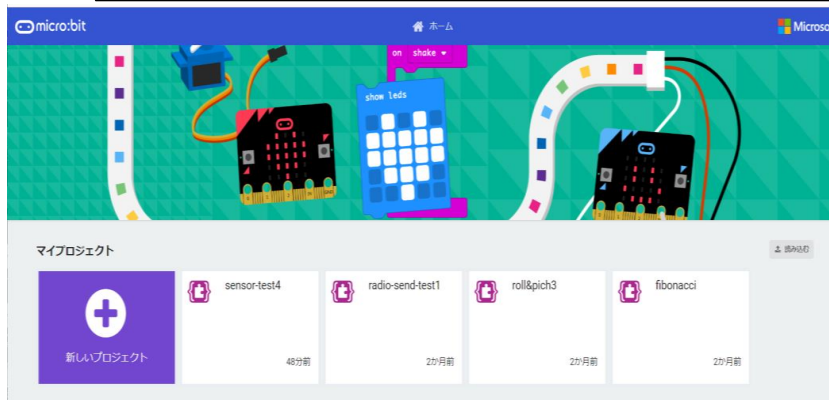 micro:bit
ホーム
Microso
on shake
show leds
マイプロジェクト
読み込む
新しいプロジェクト
sensor-test4
48分前
radio-send-test1
2か月前
roll&pich3
2か月前
fibonacci
2か月前